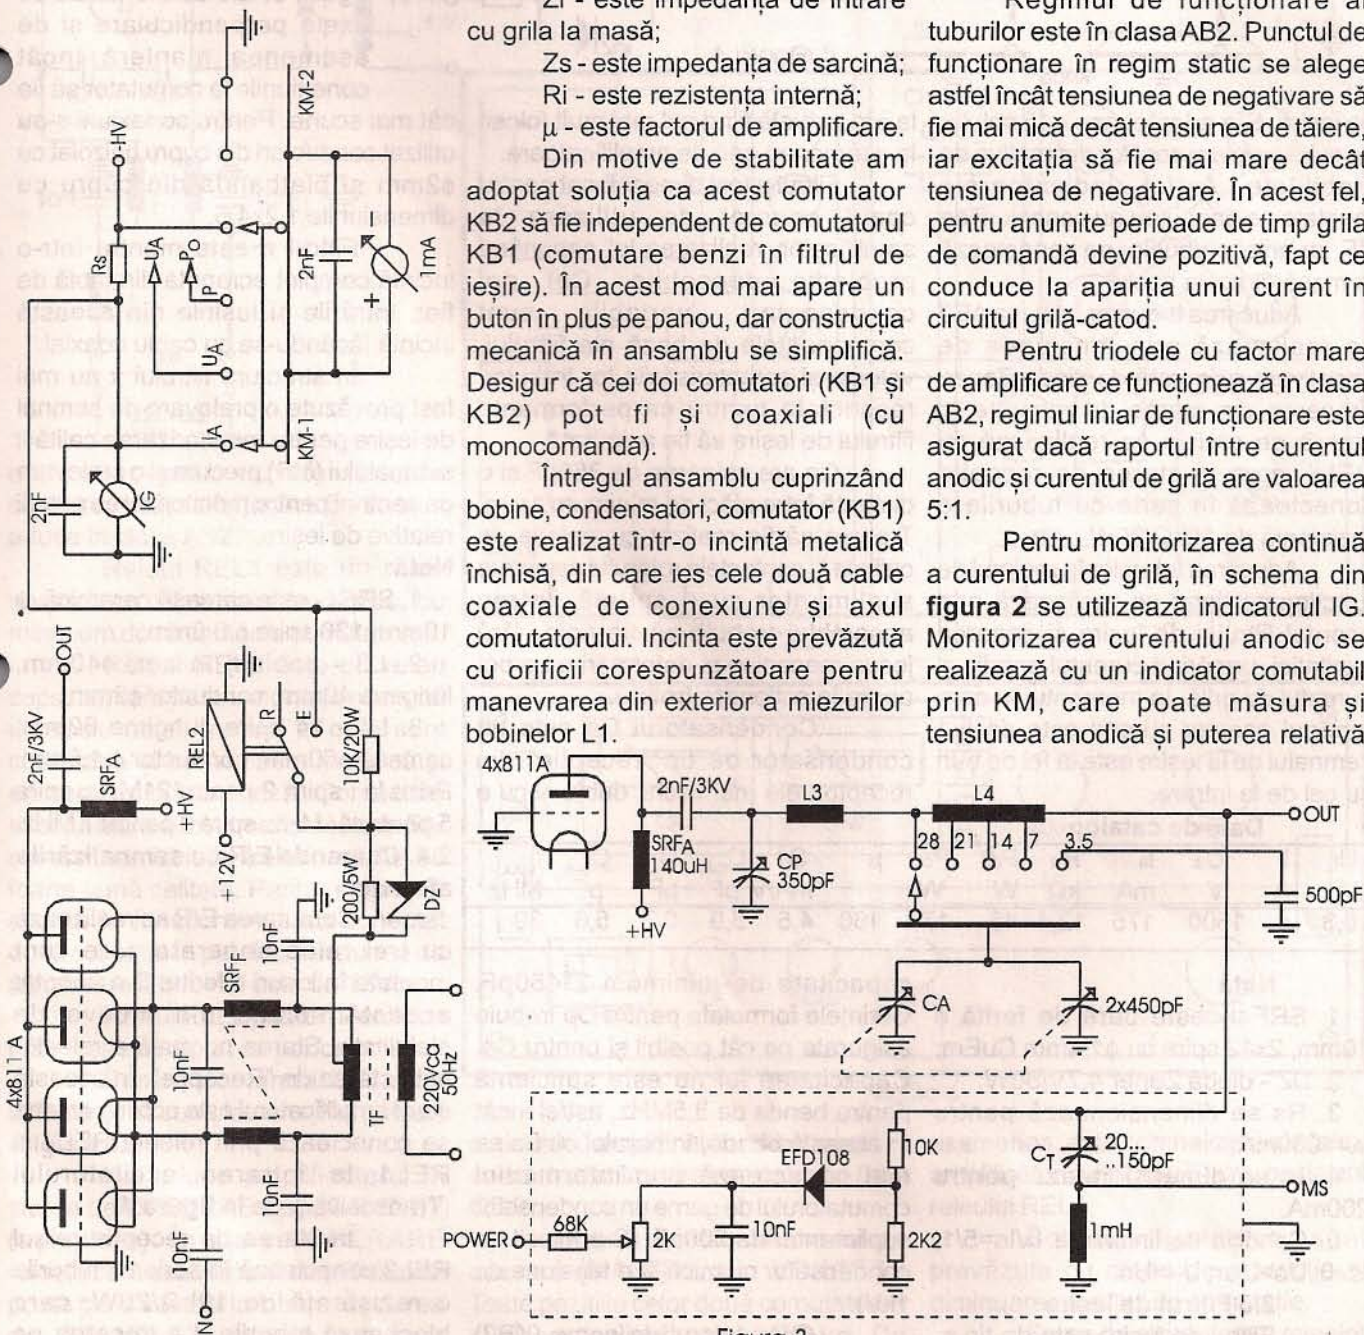 Zi - este impedanța de intrare
cu grila la masă;
Zs - este impedanța de sarcină;
Ri - este rezistența internă;
µ - este factorul de amplificare.
Din motive de stabilitate am
adoptat soluția ca acest comutator
KB2 să fie independent de comutatorul
KB1 (comutare benzi în filtrul de
ieșire). În acest mod mai apare un
buton în plus pe panou, dar construcția
mecanică în ansamblu se simplifică.
Desigur că cei doi comutatori (KB1 și
KB2) pot fi și coaxiali (o
monocomandă).
Întregul ansamblu cuprinzând
bobine, condensatori, comutator (KB1)
este realizat într-o incintă metalică
închisă, din care ies cele două cable
coaxiale de conexiune și axul
comutatorului. Incinta este prevăzută
cu orificii corespunzătoare pentru
manevrarea din exterior a miezurilor
bobinelor L.
Regimul de funcționare al
tuburilor este în clasa AB2. Punctul de
funcționare în regim static se alege
astfel încât tensiunea de negativare să
fie mai mică decât tensiunea de tăiere,
iar excitația să fie mai mare decât
tensiunea de negativare. În acest fel,
pentru anumite perioade de timp grila
de comandă devine pozitivă, fapt ce
conduce la apariția unui curent în
circuitul grilă-catod.
Pentru triodele cu factor mare
de amplificare ce funcționează în clasa
AB2, regimul liniar de funcționare este
asigurat dacă raportul între curentul
anodic și curentul de grilă are valoarea
5:1.
Pentru monitorizarea continuă
a curentului de grilă, în schema din
figura 2 se utilizează indicatorul IG.
Monitorizarea curentului anodic se
realizează cu un indicator comutabil
prin KM, care poate măsura și
tensiunea anodică și puterea relativă
-HV
KM-2
Rs
UA
Po
P
UA
IA
KM-1
2nF
1mA
2nF
IG
OUT
2nF/3KV
SRFA
+HV
REL2
+12V
R
E
10K/20W
200/5W
DZ
10nF
SRFF
4x811 A
10nF
10nF
10nF
TF
220Vca
50Hz
IN
4x811A
2nF/3KV
SRFA
140uH
+HV
CP
350pF
L3
L4
28
21
14
7
3.5
OUT
500pF
CA
2x450pF
EFD108
10K
CT
20...150pF
MS
POWER
68K
2K
10nF
2K2
1mH